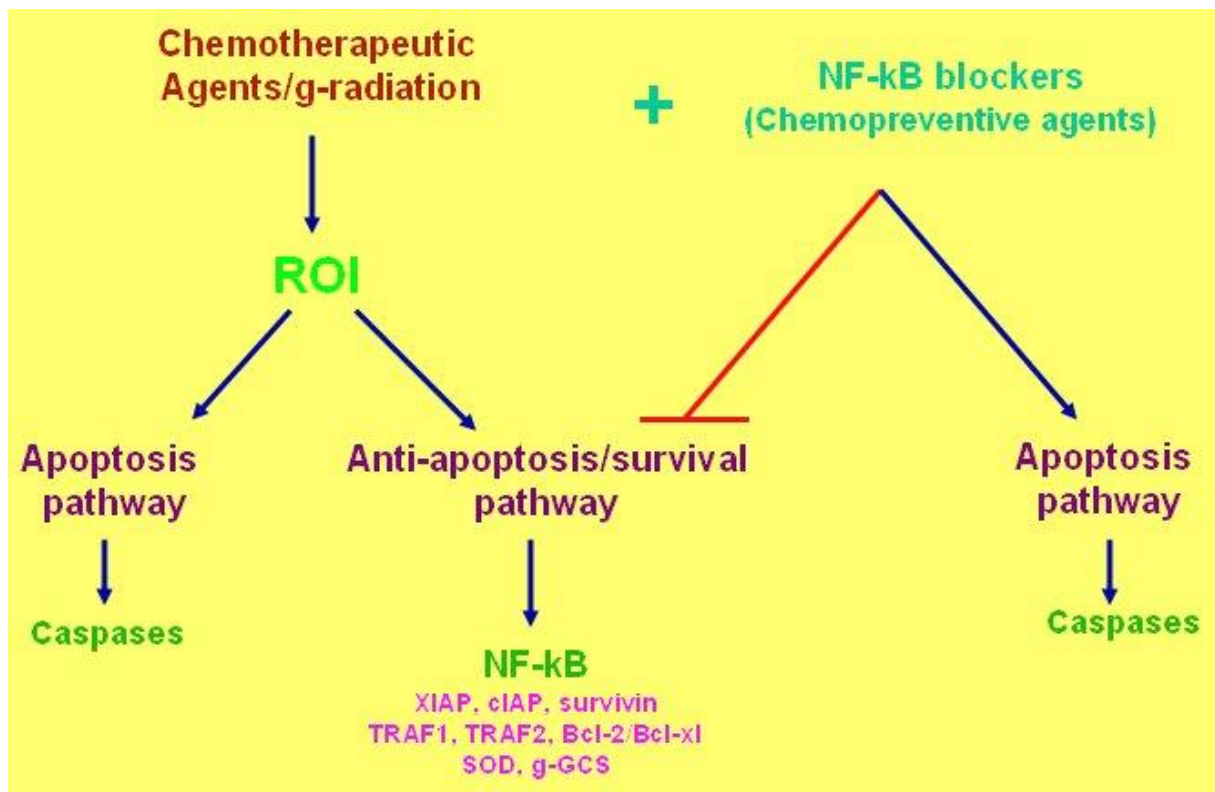 Chemotherapeutic
Agents/g-radiation
+
NF-kB blockers
(Chemopreventive agents)
ROI
Apoptosis
pathway
Anti-apoptosis/survival
pathway
Apoptosis
pathway
Caspases
NF-kB
XIAP, cIAP, survivin
TRAF1, TRAF2, Bcl-2/Bcl-xl
SOD, g-GCS
Caspases